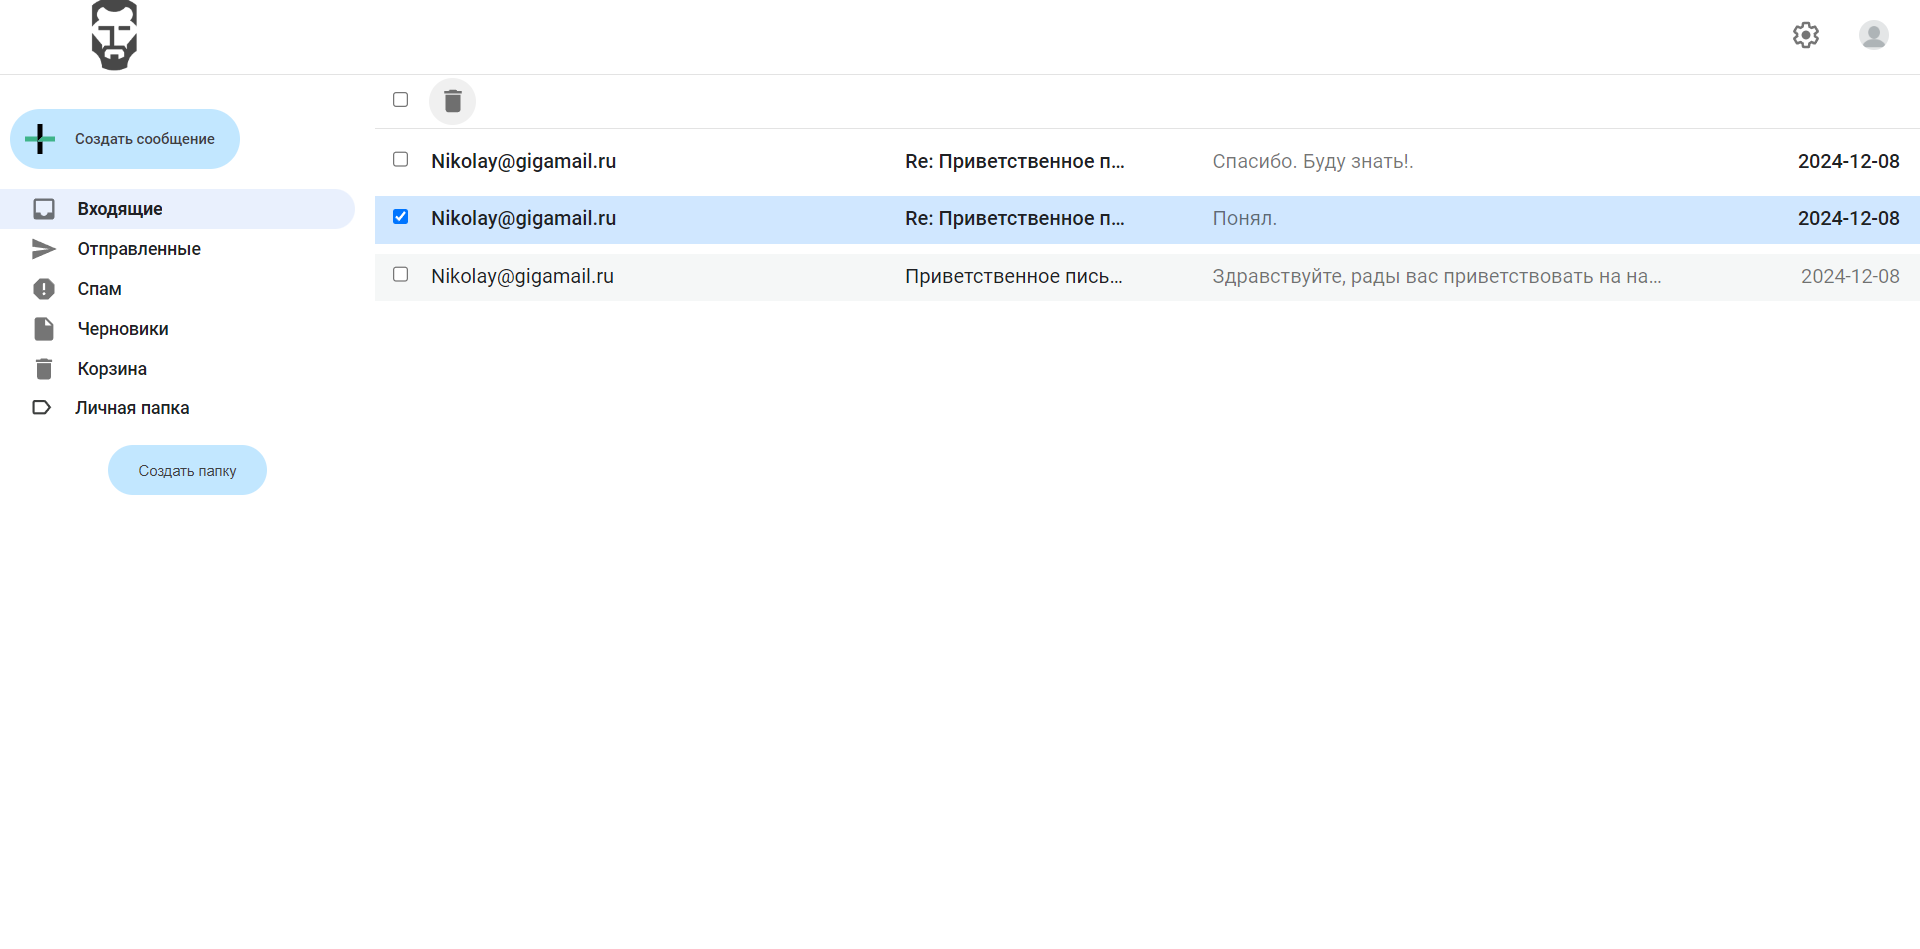 Создать сообщение
Входящие
Отправленные
Спам
Черновики
Корзина
Личная папка
Создать папку
Nikolay@gigamail.ru Re: Приветственное п... Спасибо. Буду знать!. 2024-12-08
Nikolay@gigamail.ru Re: Приветственное п... Понял. 2024-12-08
Nikolay@gigamail.ru Приветственное пись... Здравствуйте, рады вас приветствовать на на... 2024-12-08